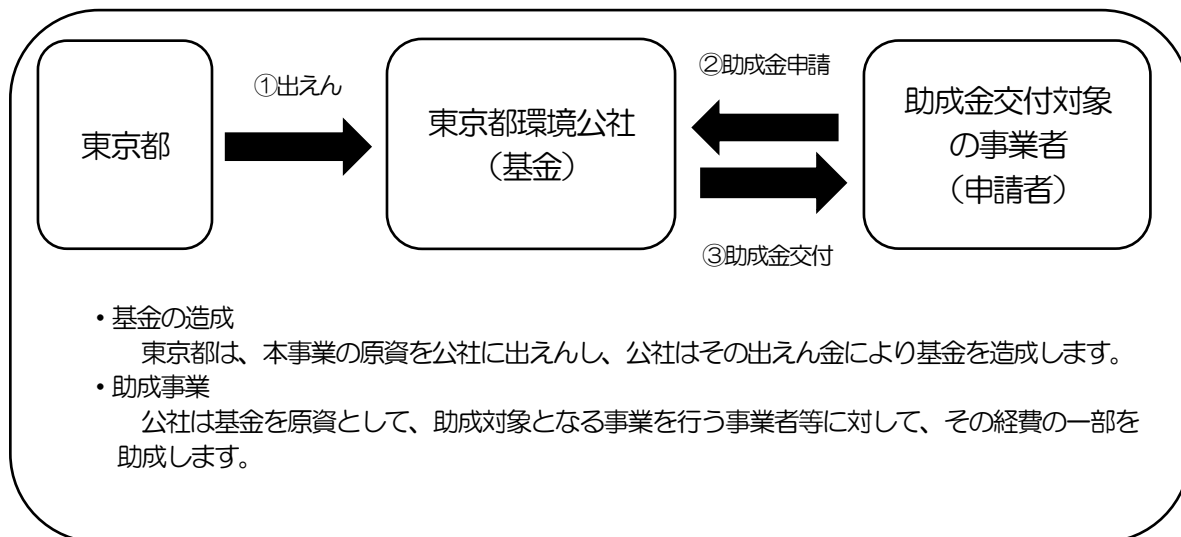 東京都
①出えん
東京都環境公社
（基金）
②助成金申請
③助成金交付
助成金交付対象
の事業者
（申請者）
・基金の造成
東京都は、本事業の原資を公社に出えんし、公社はその出えん金により基金を造成します。
・助成事業
公社は基金を原資として、助成対象となる事業を行う事業者等に対して、その経費の一部を
助成します。